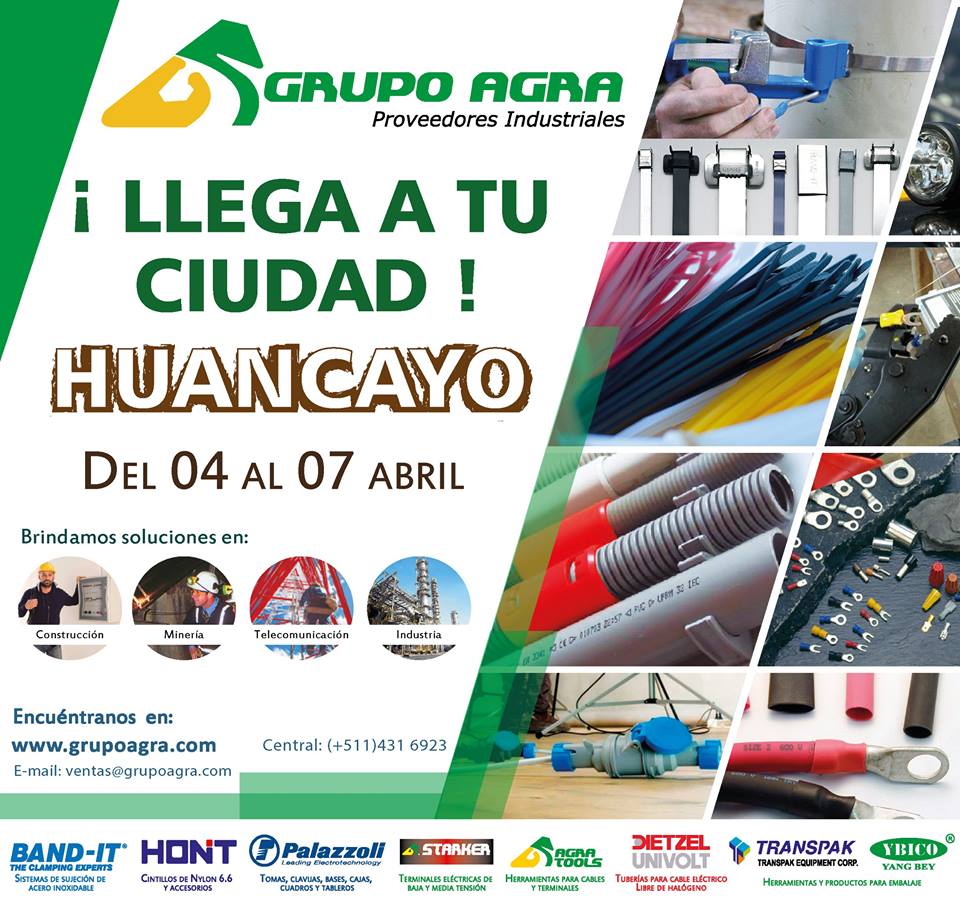 GRUPO AGRA
Proveedores Industriales
¡ LLEGA A TU
CIUDAD !
HUANCAYO
DEL 04 AL 07 ABRIL
Brindamos soluciones en:
Construcción
Minería
Telecomunicación
Industria
Encuéntranos en:
www.grupoagra.com
Central: (+511)431 6923
E-mail: ventas@grupoagra.com
SIZE 2 600 V
BAND-IT®
THE CLAMPING EXPERTS
SISTEMAS DE SUJECIÓN DE
ACERO INOXIDABLE
HONT
CINTILLOS DE NYLON 6.6
Y ACCESORIOS
Palazzoli
Leading Electrotechnology
TOMAS, CLAVIJAS, BASES, CAJAS,
CUADROS Y TABLEROS
STARKER
TERMINALES ELÉCTRICAS DE
BAJA Y MEDIA TENSIÓN
AGRA
TOOLS
HERRAMIENTAS PARA CABLES
Y TERMINALES
DIETZEL
UNIVOLT
TUBERÍAS PARA CABLE ELÉCTRICO
LIBRE DE HALÓGENO
TRANSPAK
TRANSPAK EQUIPMENT CORP.
YBICO®
YANG BEY
HERRAMIENTAS Y PRODUCTOS PARA EMBALAJE